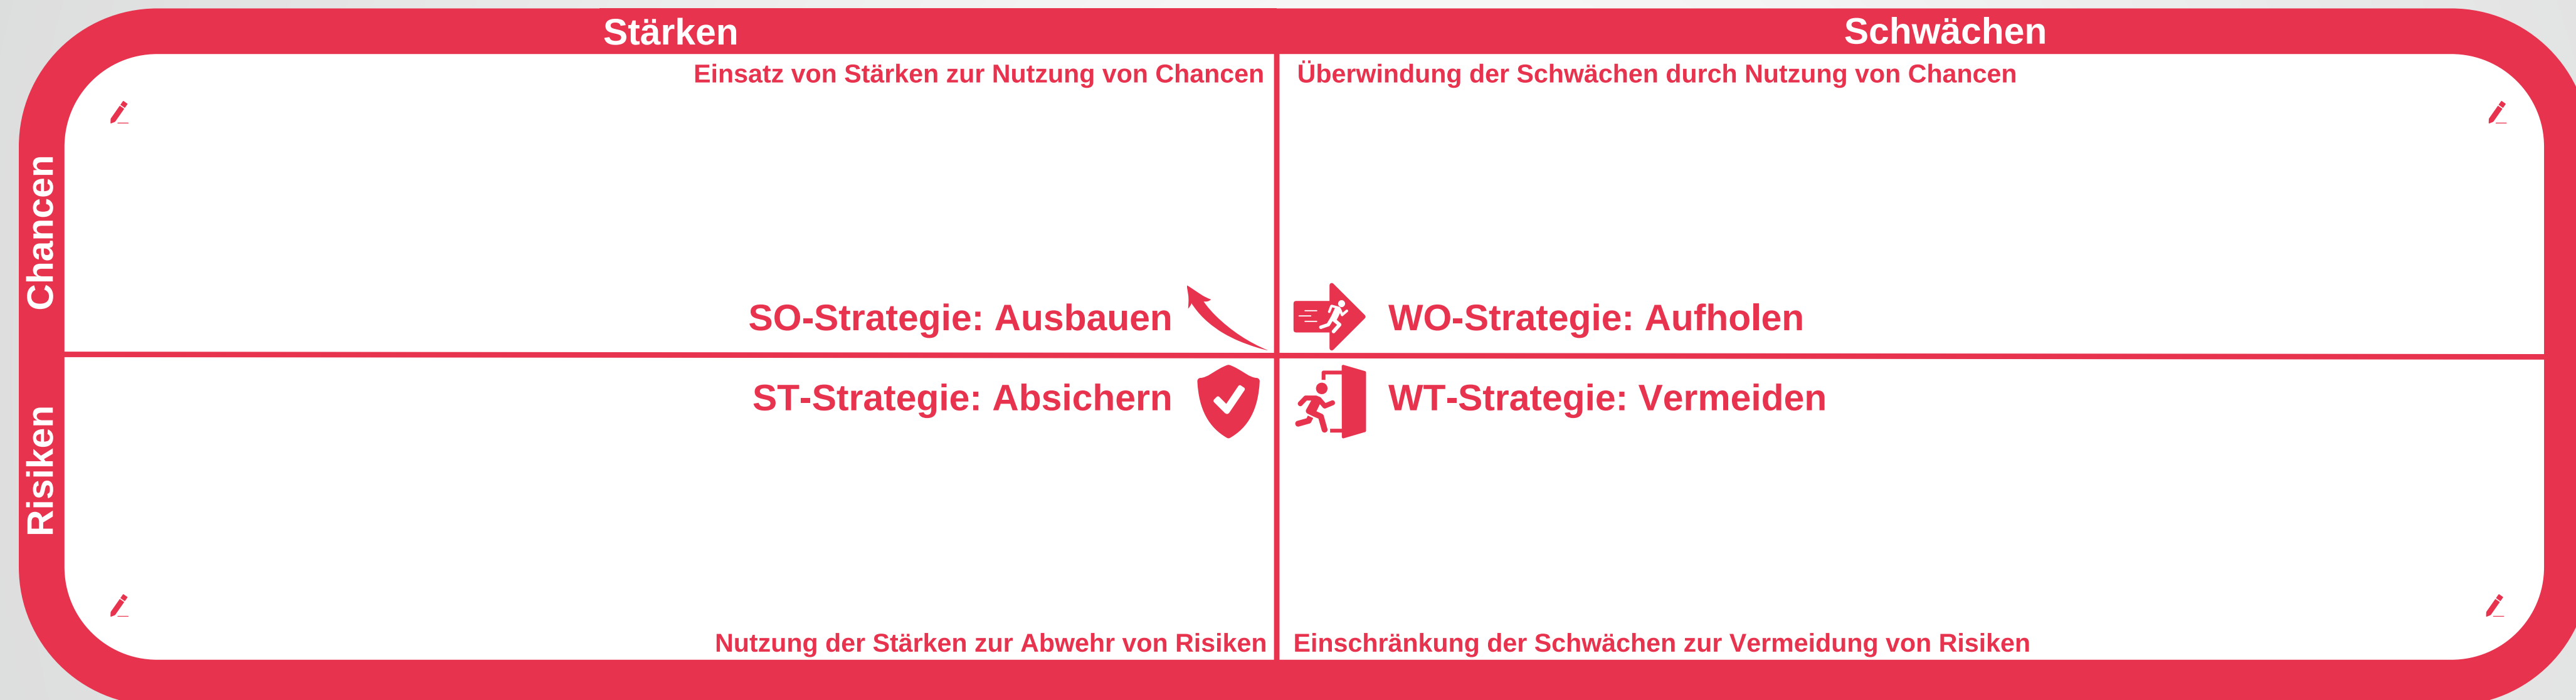 Stärken
Schwächen
Einsatz von Stärken zur Nutzung von Chancen
Überwindung der Schwächen durch Nutzung von Chancen
Chancen
SO-Strategie: Ausbauen
WO-Strategie: Aufholen
Risiken
ST-Strategie: Absichern
WT-Strategie: Vermeiden
Nutzung der Stärken zur Abwehr von Risiken
Einschränkung der Schwächen zur Vermeidung von Risiken